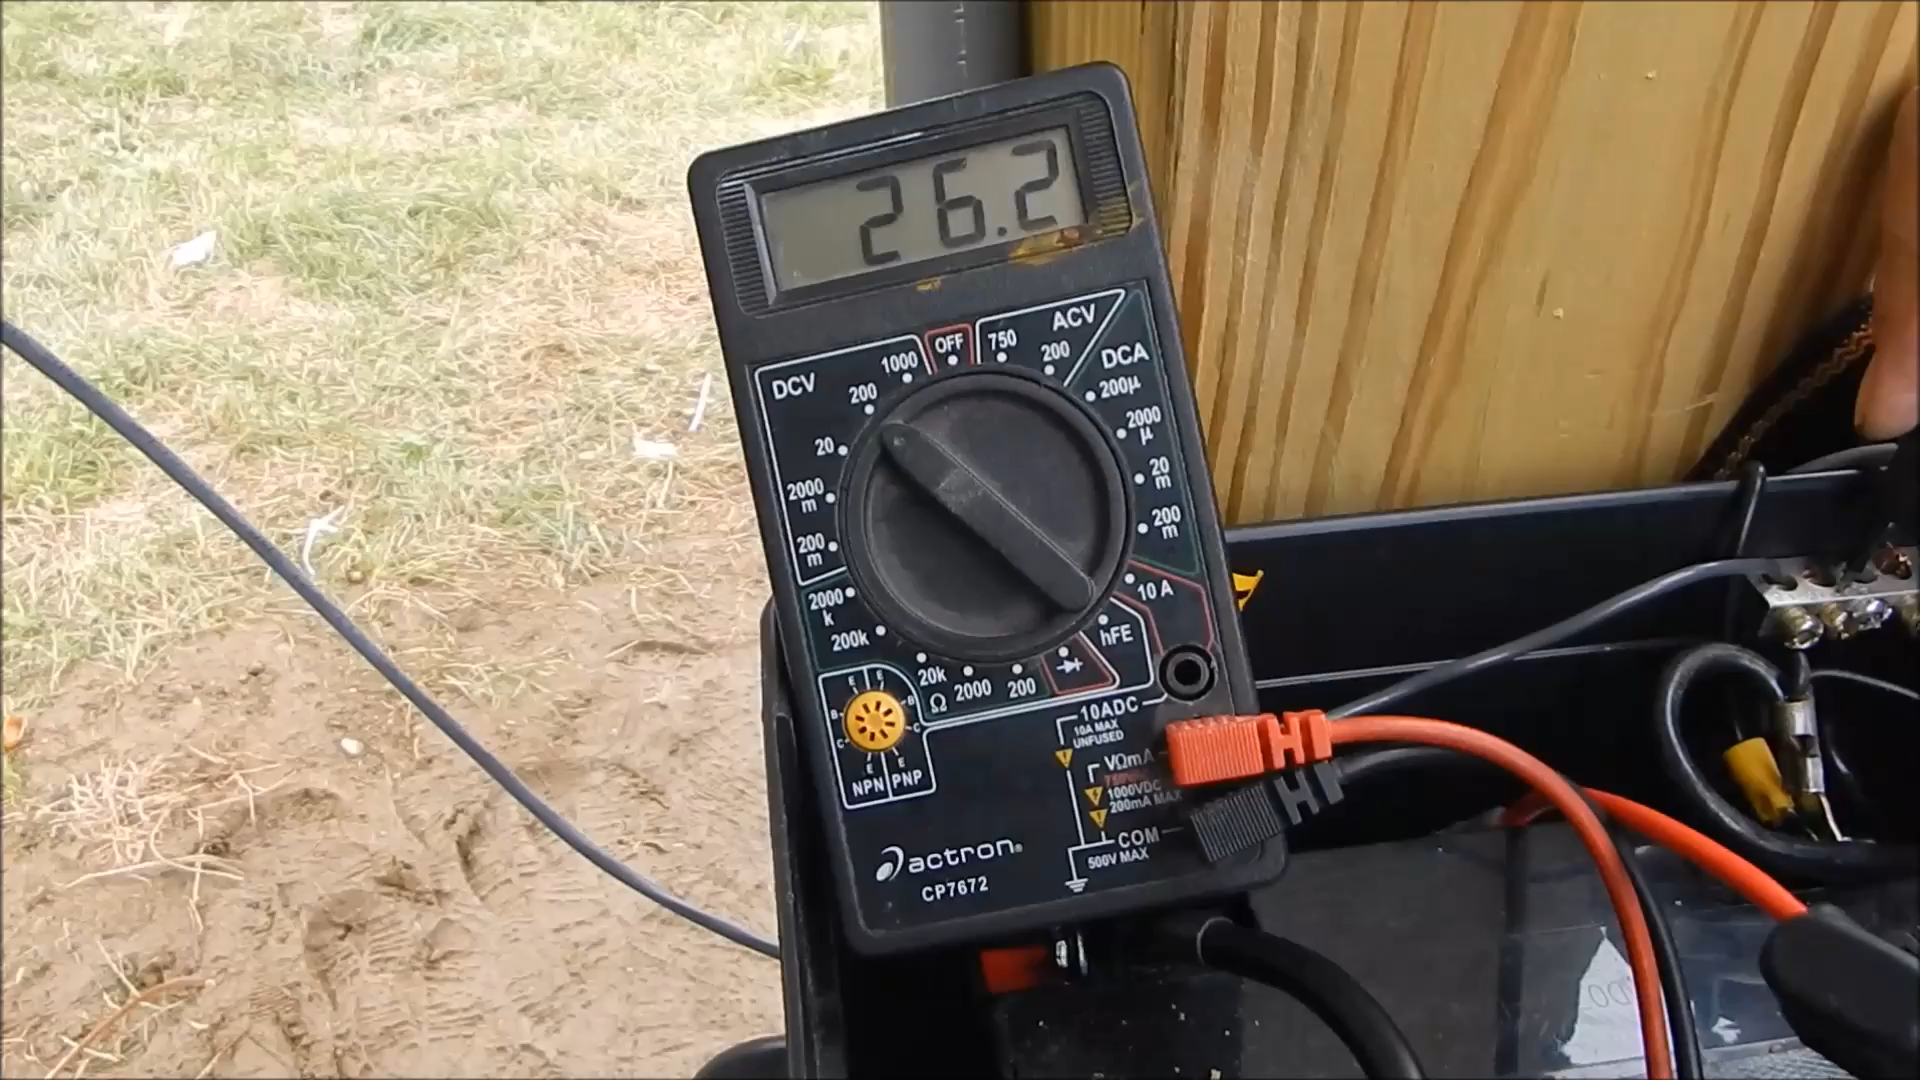 26.2
OFF
750
ACV
1000
200
DCV
200
DCA
200µ
20
2000
µ
2000
m
20
m
200
m
200
m
2000
k
10 A
200k
hFE
20k
2000
200
Ω
E E
B B
C C
E E
NPN PNP
10ADC
10A MAX
UNFUSED
VΩmA
1000VDC
200mA MAX
COM
500V MAX
actron®
CP7672